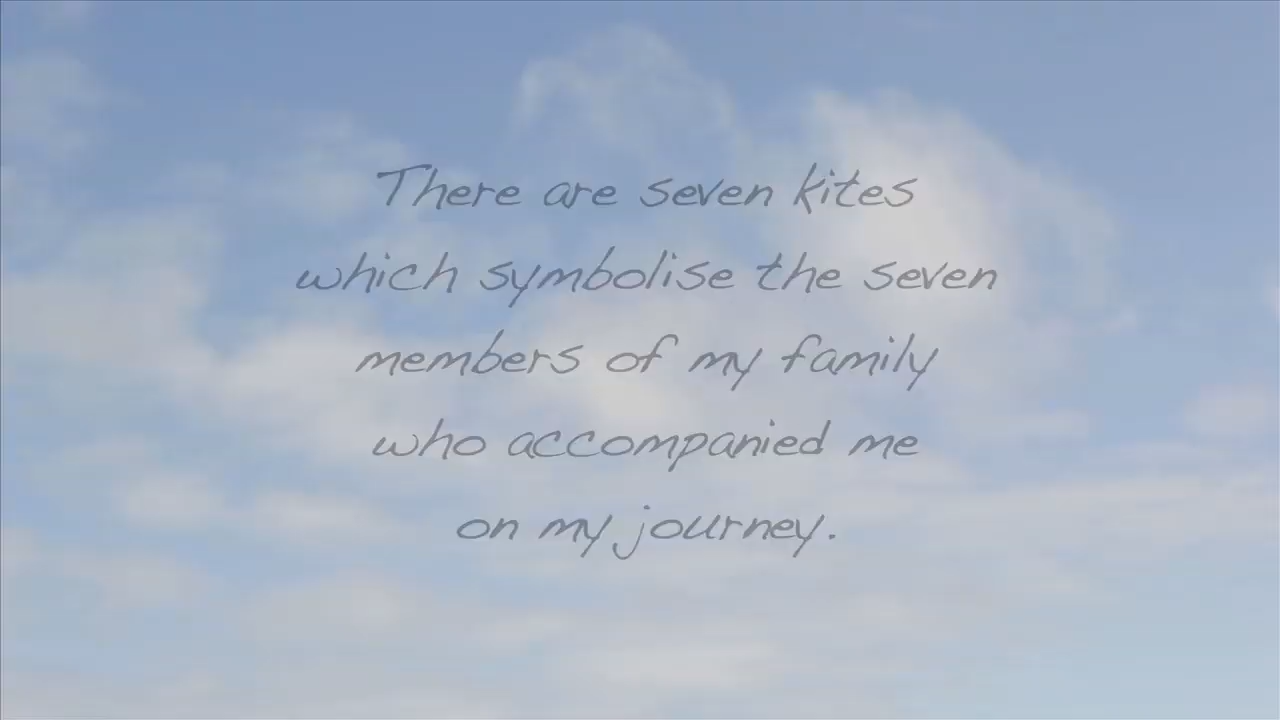 There are seven kites
which symbolise the seven
members of my family
who accompanied me
on my journey.